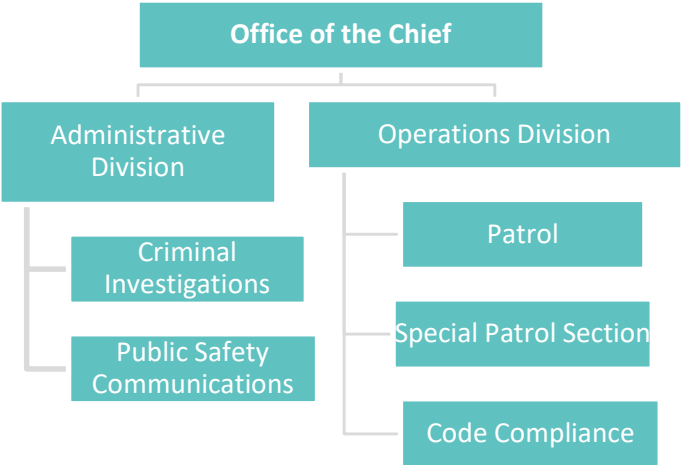 Office of the Chief
Administrative
Division
Criminal
Investigations
Public Safety
Communications
Operations Division
Patrol
Special Patrol Section
Code Compliance